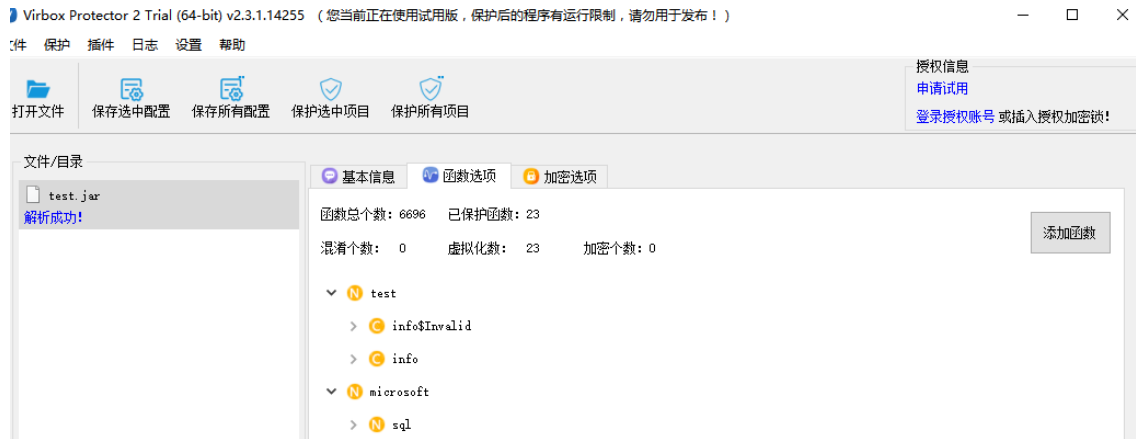 Virbox Protector 2 Trial (64-bit) v2.3.1.14255 （您当前正在使用试用版，保护后的程序有运行限制，请勿用于发布！）
件 保护 插件 日志 设置 帮助
打开文件 保存选中配置 保存所有配置 保护选中项目 保护所有项目
授权信息
申请试用
登录授权账号 或插入授权加密锁!
文件/目录
test.jar
解析成功!
基本信息 函数选项 加密选项
函数总个数: 6696 已保护函数: 23
混淆个数: 0 虚拟化数: 23 加密个数: 0
添加函数
N test
C info$Invalid
C info
N microsoft
N sql